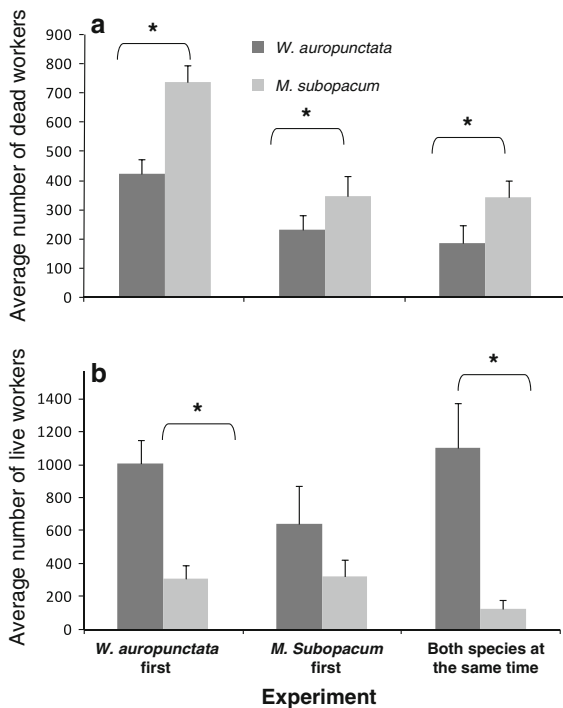 a
W. auropunctata
M. subopacum
Average number of dead workers
900
800
700
600
500
400
300
200
100
0
*
*
*
b
Average number of live workers
1400
1200
1000
800
600
400
200
0
*
*
W. auropunctata
first
M. Subopacum
first
Both species at
the same time
Experiment